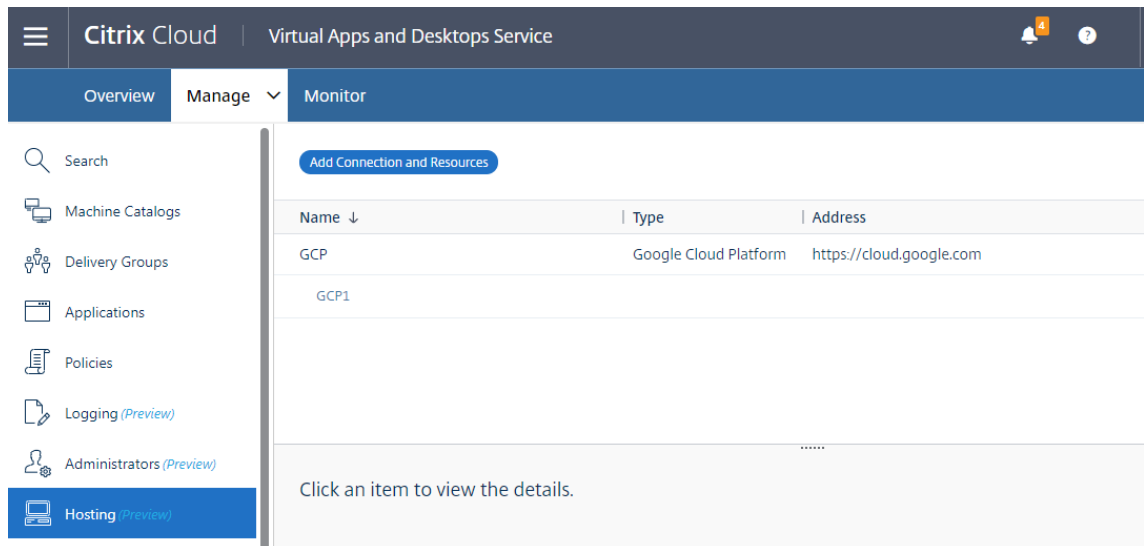 Citrix Cloud | Virtual Apps and Desktops Service 4 ?
Overview Manage Monitor
Search
Machine Catalogs
Delivery Groups
Applications
Policies
Logging (Preview)
Administrators (Preview)
Hosting (Preview)
Add Connection and Resources
Name ↓ Type Address
GCP Google Cloud Platform https://cloud.google.com
GCP1
Click an item to view the details.